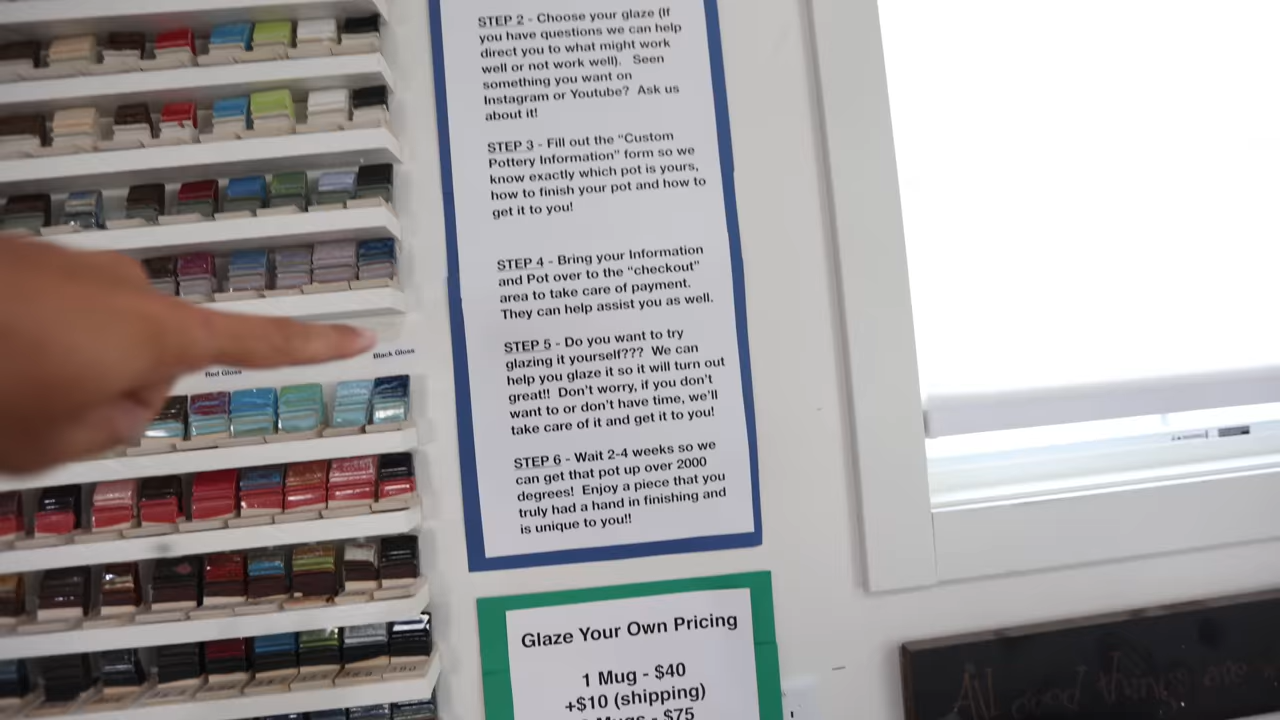 STEP 2 - Choose your glaze (If
you have questions we can help
direct you to what might work
well or not work well). Seen
something you want on
Instagram or Youtube? Ask us
about it!
STEP 3 - Fill out the “Custom
Pottery Information” form so we
know exactly which pot is yours,
how to finish your pot and how to
get it to you!
STEP 4 - Bring your Information
and Pot over to the “checkout”
area to take care of payment.
They can help assist you as well.
STEP 5 - Do you want to try
glazing it yourself??? We can
help you glaze it so it will turn out
great!! Don’t worry, if you don’t
want to or don’t have time, we’ll
take care of it and get it to you!
STEP 6 - Wait 2-4 weeks so we
can get that pot up over 2000
degrees! Enjoy a piece that you
truly had a hand in finishing and
is unique to you!!
Black Gloss
Red Gloss
Glaze Your Own Pricing
1 Mug - $40
+$10 (shipping)
Mugs - $75
All good things are